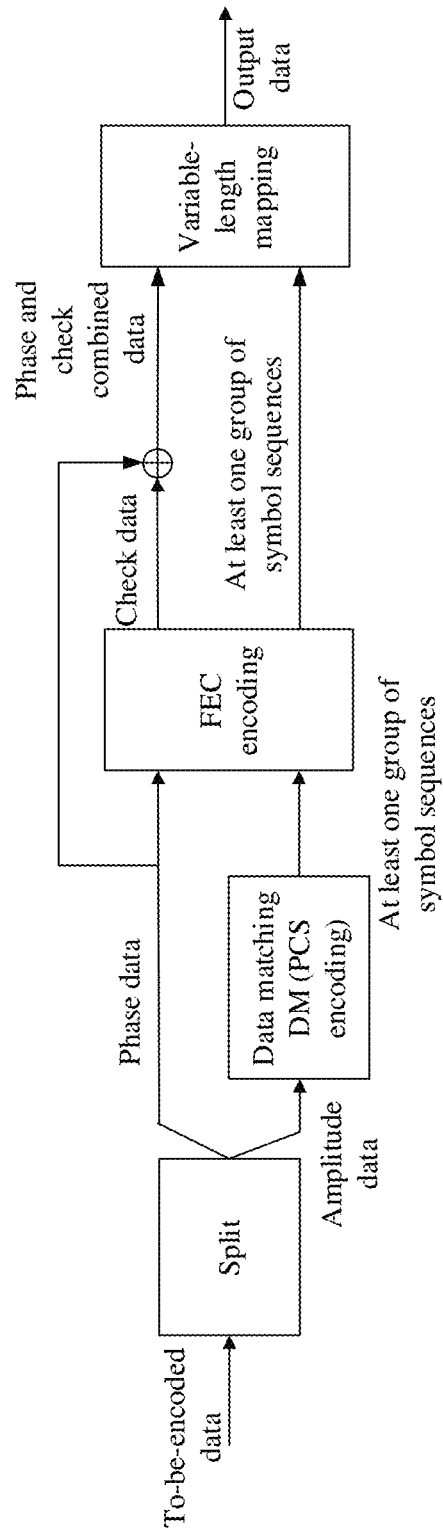 To-be-encoded
data
Split
Phase data
Amplitude
data
Data matching
DM (PCS
encoding)
At least one group of
symbol sequences
FEC
encoding
Check data
Phase and
check
combined
data
At least one group of
symbol sequences
Variable-
length
mapping
Output
data